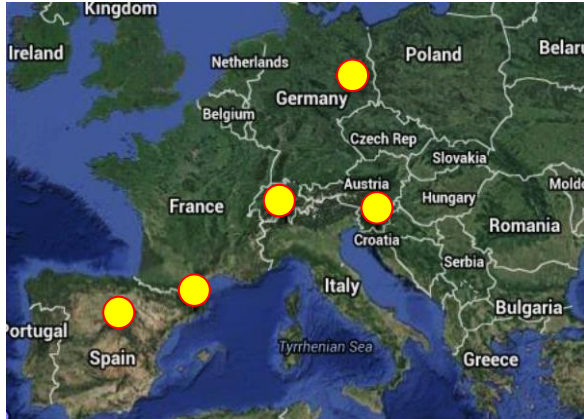 Kingdom
Ireland
Netherlands
Poland
Belaru
Germany
Belgium
Czech Rep
Slovakia
Austria
Mold
Hungary
France
Romania
Croatia
Serbia
Italy
Bulgaria
Portugal
Tyrrhenian Sea
Spain
Greece